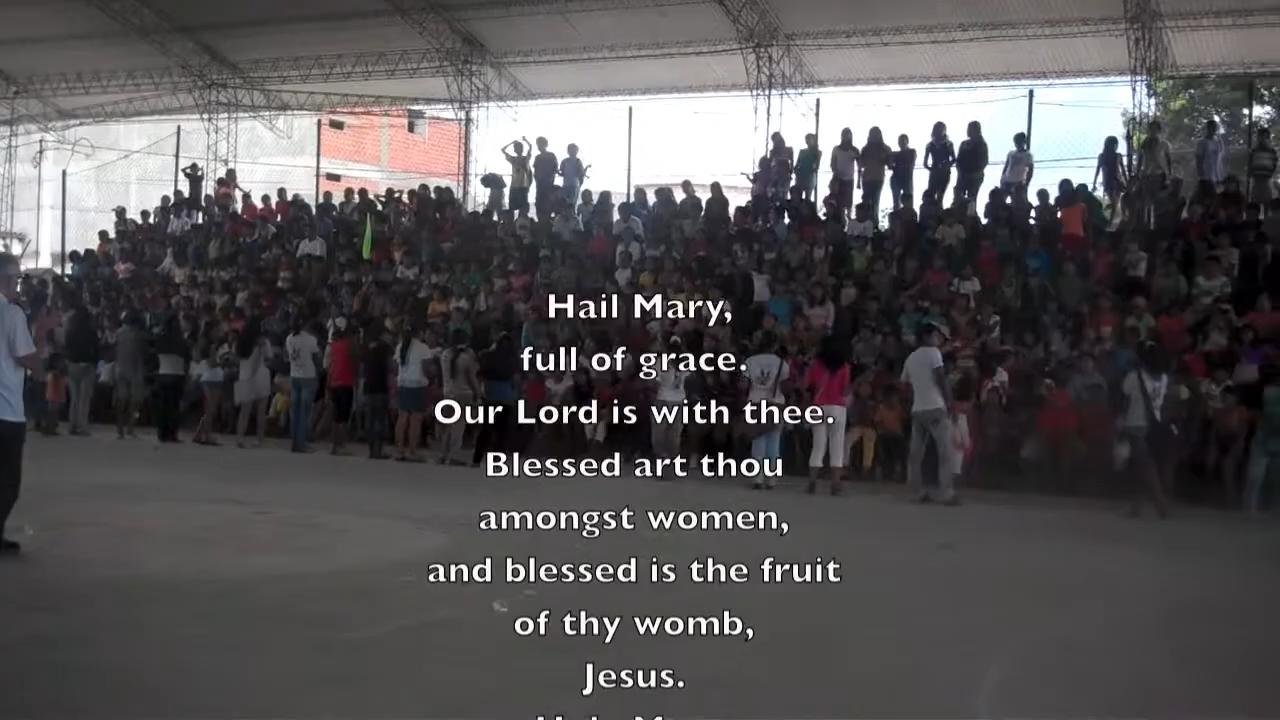 Hail Mary,
full of grace.
Our Lord is with thee.
Blessed art thou
amongst women,
and blessed is the fruit
of thy womb,
Jesus.